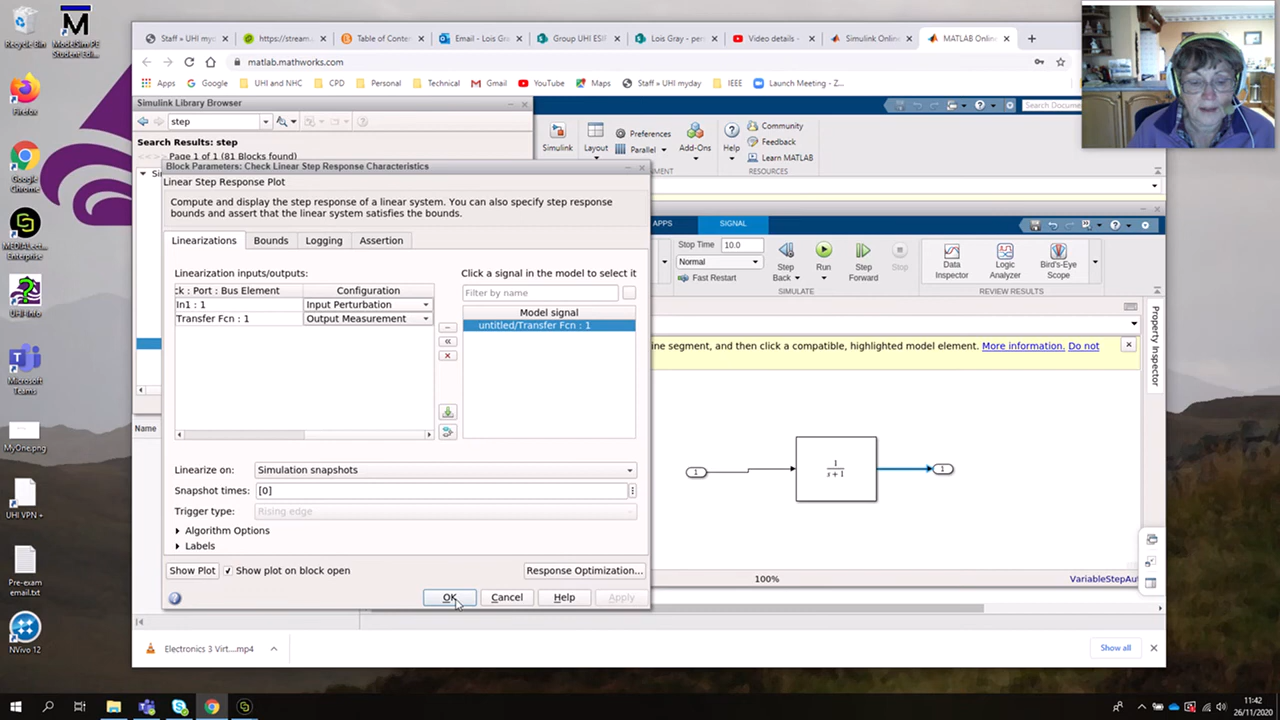 Recycle Bin
ModelSim PE
Student Edi...
Firefox
Google
Chrome
MEDIALect...
Enterprise
UHI Info
Microsoft
Teams
MyOne.png
UHI VPN +
Pre-exam
email.txt
NVivo 12
Staff » UHI myd
https://stream.
Table of Conter
Email - Lois Gr
Group UHI ESIF
Lois Gray - per
Video details -
Simulink Onlin
MATLAB Online
matlab.mathworks.com
Apps
Google
UHI and NHC
CPD
Personal
Technical
Gmail
YouTube
Maps
Staff » UHI myday
IEEE
Launch Meeting - Z...
Simulink Library Browser
step
Search Results: step
Page 1 of 1 (81 Blocks found)
Simulink
Layout
Preferences
Parallel
Add-Ons
Help
Community
Feedback
Learn MATLAB
RESOURCES
Search Docume
Block Parameters: Check Linear Step Response Characteristics
Linear Step Response Plot
Compute and display the step response of a linear system. You can also specify step response
bounds and assert that the linear system satisfies the bounds.
Linearizations
Bounds
Logging
Assertion
Linearization inputs/outputs:
Click a signal in the model to select it
ck : Port : Bus Element
Configuration
In1 : 1
Input Perturbation
Transfer Fcn : 1
Output Measurement
Filter by name
Model signal
untitled/Transfer Fcn : 1
Linearize on:
Simulation snapshots
Snapshot times:
[0]
Trigger type:
Rising edge
Algorithm Options
Labels
Show Plot
Show plot on block open
Response Optimization...
OK
Cancel
Help
Apply
Name
APPS
SIGNAL
Stop Time
10.0
Normal
Fast Restart
Step
Back
Run
Step
Forward
Stop
SIMULATE
Data
Inspector
Logic
Analyzer
Bird's-Eye
Scope
REVIEW RESULTS
ine segment, and then click a compatible, highlighted model element. More information. Do not
Property Inspector
1
1
s + 1
1
100%
VariableStepAut
Electronics 3 Virt....mp4
Show all
11:42
26/11/2020